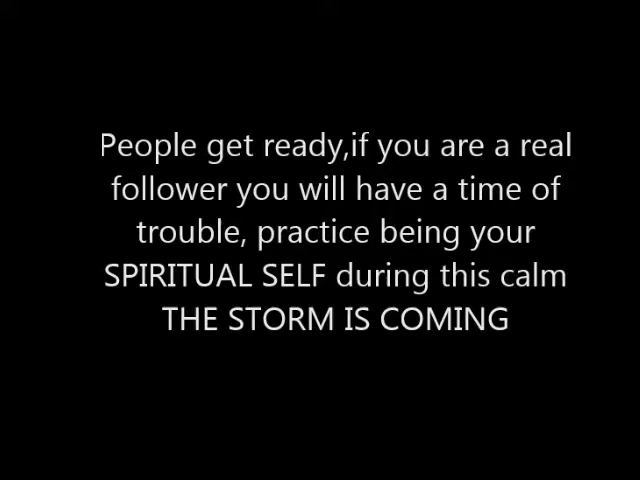 People get ready,if you are a real
follower you will have a time of
trouble, practice being your
SPIRITUAL SELF during this calm
THE STORM IS COMING